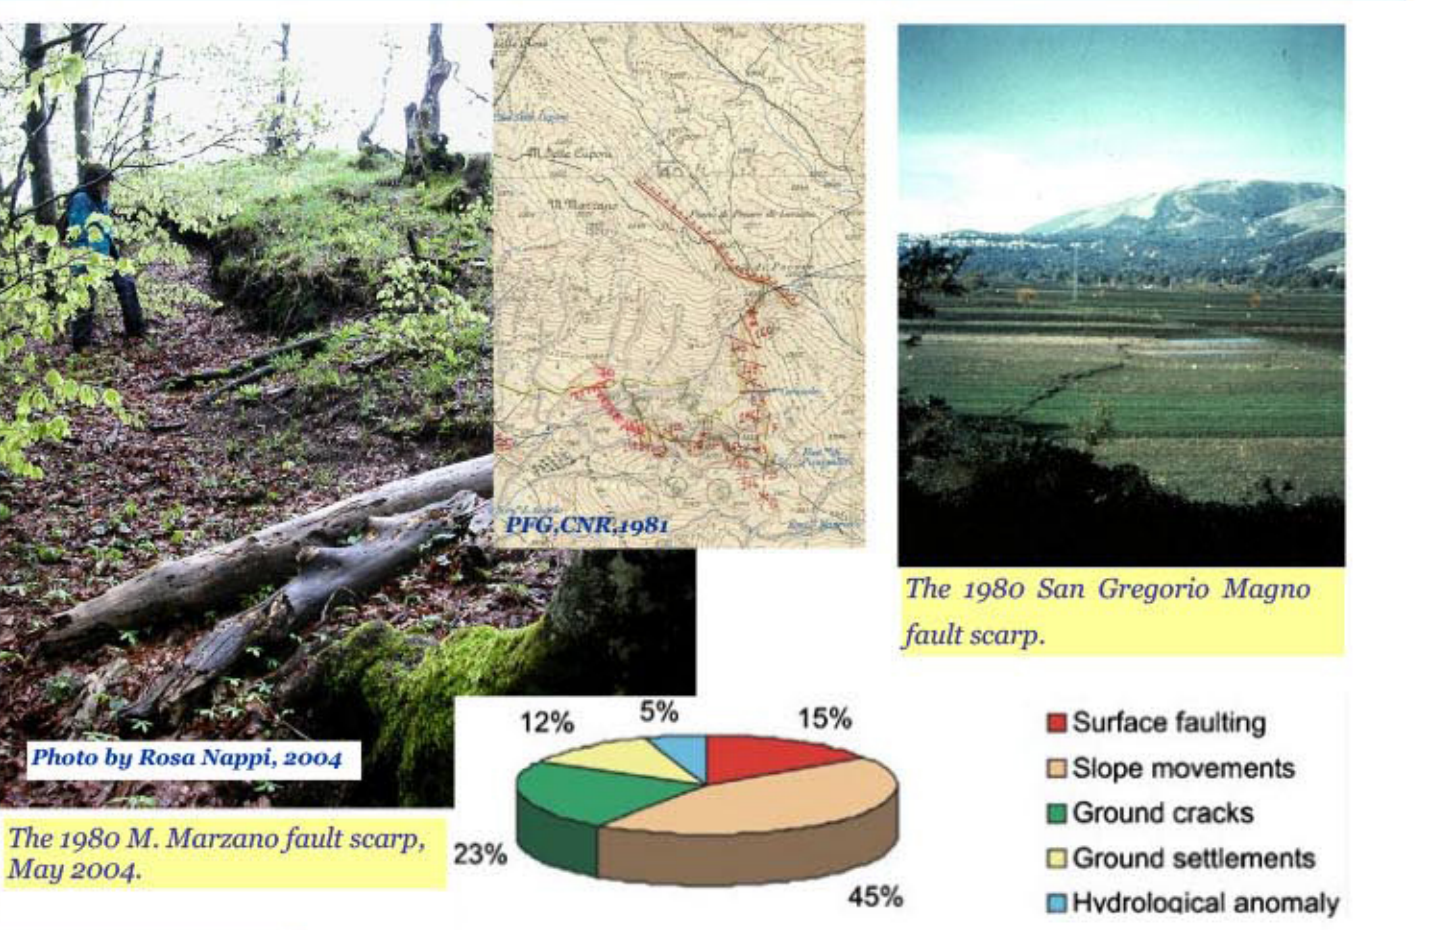 PFG,CNR,1981
The 1980 San Gregorio Magno
fault scarp.
Photo by Rosa Nappi, 2004
The 1980 M. Marzano fault scarp,
May 2004.
12%
5%
15%
23%
45%
Surface faulting
Slope movements
Ground cracks
Ground settlements
Hydrological anomaly